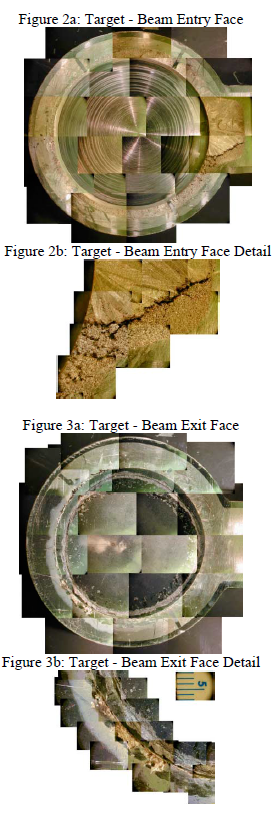 Figure 2a: Target - Beam Entry Face
Figure 2b: Target - Beam Entry Face Detail
Figure 3a: Target - Beam Exit Face
Figure 3b: Target - Beam Exit Face Detail
5